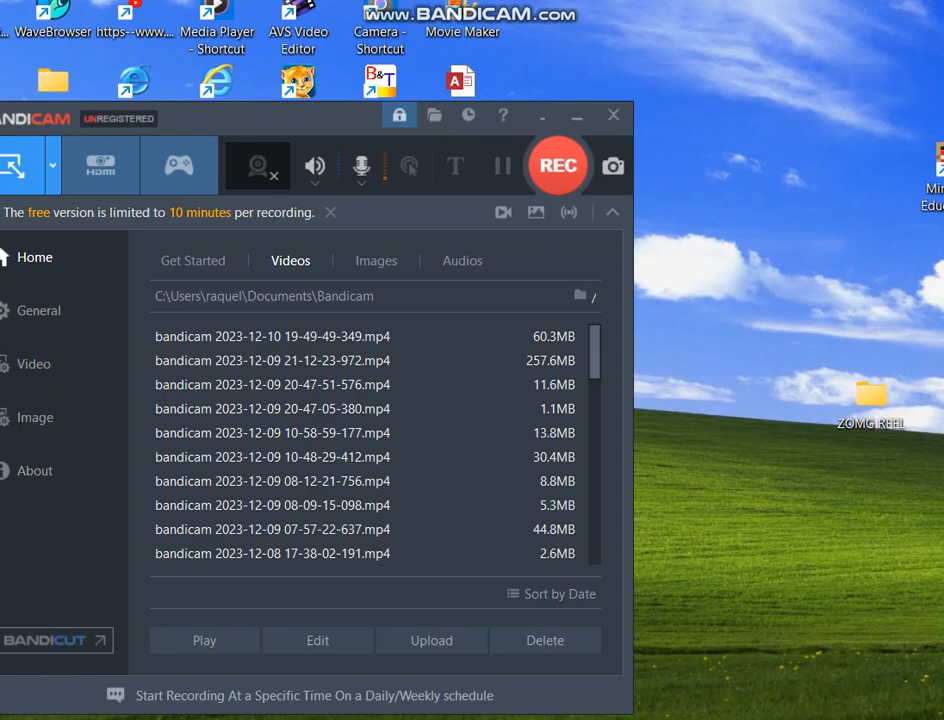 www.BANDICAM.com
WaveBrowser
https--www....
Media Player
- Shortcut
AVS Video
Editor
Camera -
Shortcut
Movie Maker
B&T
A
ANDICAM UNREGISTERED
HDMI
T
REC
The free version is limited to 10 minutes per recording.
Home
General
Video
Image
About
Get Started
Videos
Images
Audios
C:\Users\raquel\Documents\Bandicam
/
bandicam 2023-12-10 19-49-49-349.mp4 60.3MB
bandicam 2023-12-09 21-12-23-972.mp4 257.6MB
bandicam 2023-12-09 20-47-51-576.mp4 11.6MB
bandicam 2023-12-09 20-47-05-380.mp4 1.1MB
bandicam 2023-12-09 10-58-59-177.mp4 13.8MB
bandicam 2023-12-09 10-48-29-412.mp4 30.4MB
bandicam 2023-12-09 08-12-21-756.mp4 8.8MB
bandicam 2023-12-09 08-09-15-098.mp4 5.3MB
bandicam 2023-12-09 07-57-22-637.mp4 44.8MB
bandicam 2023-12-08 17-38-02-191.mp4 2.6MB
Sort by Date
Play
Edit
Upload
Delete
BANDICUT
Start Recording At a Specific Time On a Daily/Weekly schedule
Min
Educ
ZOMG REEL